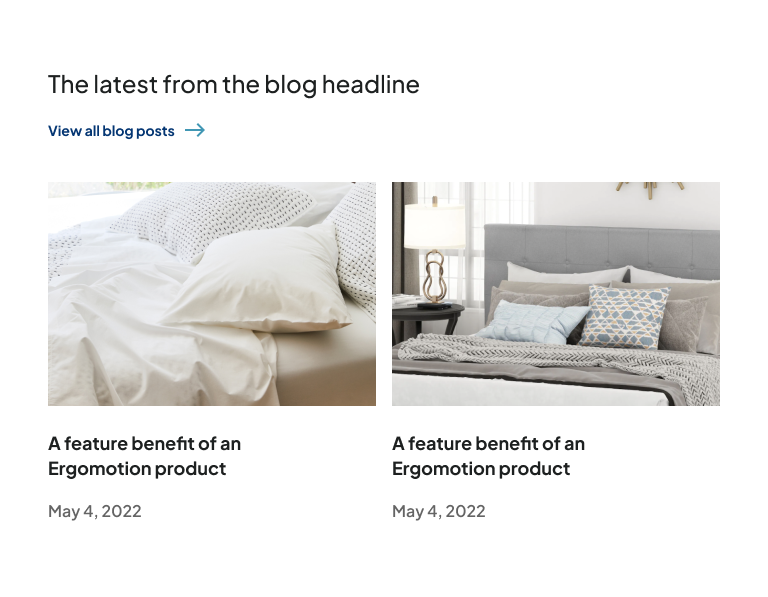 The latest from the blog headline
View all blog posts
A feature benefit of an
Ergomotion product
May 4, 2022
A feature benefit of an
Ergomotion product
May 4, 2022